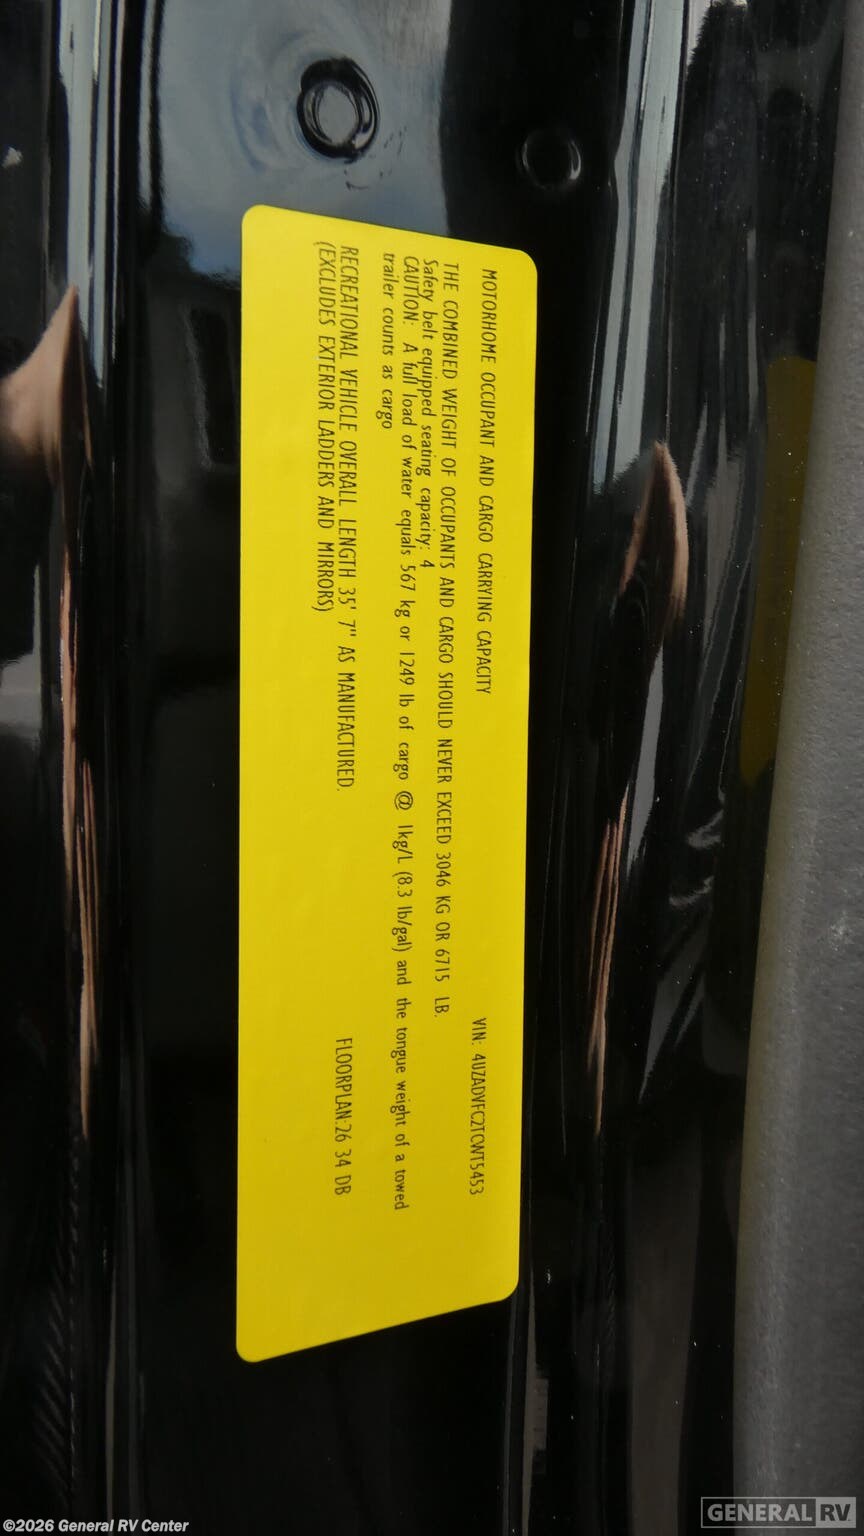 MOTORHOME OCCUPANT AND CARGO CARRYING CAPACITY
VIN: 4UZADVFC2TCWT5453
THE COMBINED WEIGHT OF OCCUPANTS AND CARGO SHOULD NEVER EXCEED 3046 KG OR 6715 LB.
Safety belt equipped seating capacity: 4
CAUTION: A full load of water equals 567 kg or 1249 lb of cargo @ 1kg/L (8.3 lb/gal) and the tongue weight of a towed
trailer counts as cargo
RECREATIONAL VEHICLE OVERALL LENGTH 35' 7" AS MANUFACTURED.
FLOORPLAN:26 34 DB
(EXCLUDES EXTERIOR LADDERS AND MIRRORS)
©2026 General RV Center
GENERAL RV